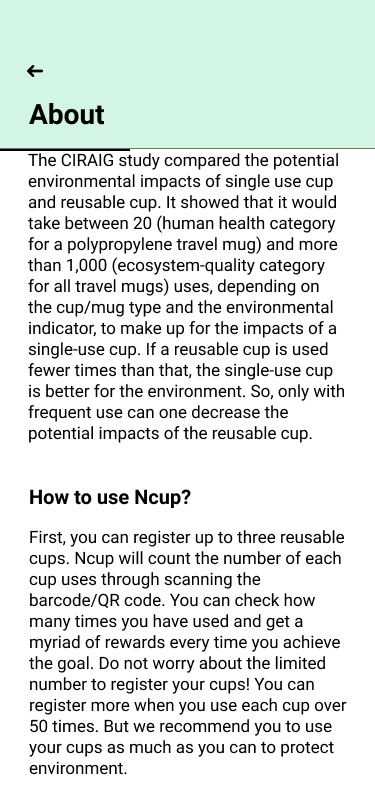 About
The CIRAIG study compared the potential
environmental impacts of single use cup
and reusable cup. It showed that it would
take between 20 (human health category
for a polypropylene travel mug) and more
than 1,000 (ecosystem-quality category
for all travel mugs) uses, depending on
the cup/mug type and the environmental
indicator, to make up for the impacts of a
single-use cup. If a reusable cup is used
fewer times than that, the single-use cup
is better for the environment. So, only with
frequent use can one decrease the
potential impacts of the reusable cup.
How to use Ncup?
First, you can register up to three reusable
cups. Ncup will count the number of each
cup uses through scanning the
barcode/QR code. You can check how
many times you have used and get a
myriad of rewards every time you achieve
the goal. Do not worry about the limited
number to register your cups! You can
register more when you use each cup over
50 times. But we recommend you to use
your cups as much as you can to protect
environment.